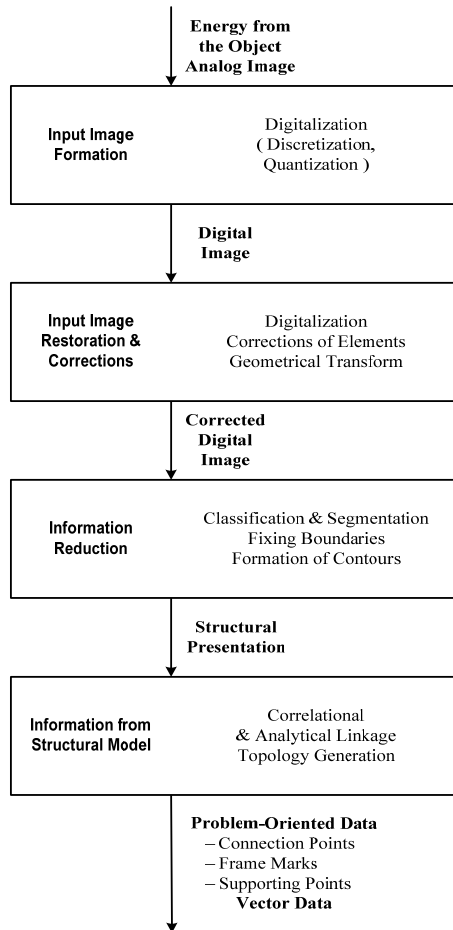 Energy from
the Object
Analog Image
Input Image
Formation
Digitalization
( Discretization,
Quantization )
Digital
Image
Input Image
Restoration &
Corrections
Digitalization
Corrections of Elements
Geometrical Transform
Corrected
Digital
Image
Information
Reduction
Classification & Segmentation
Fixing Boundaries
Formation of Contours
Structural
Presentation
Information from
Structural Model
Correlational
& Analytical Linkage
Topology Generation
Problem-Oriented Data
– Connection Points
– Frame Marks
– Supporting Points
Vector Data